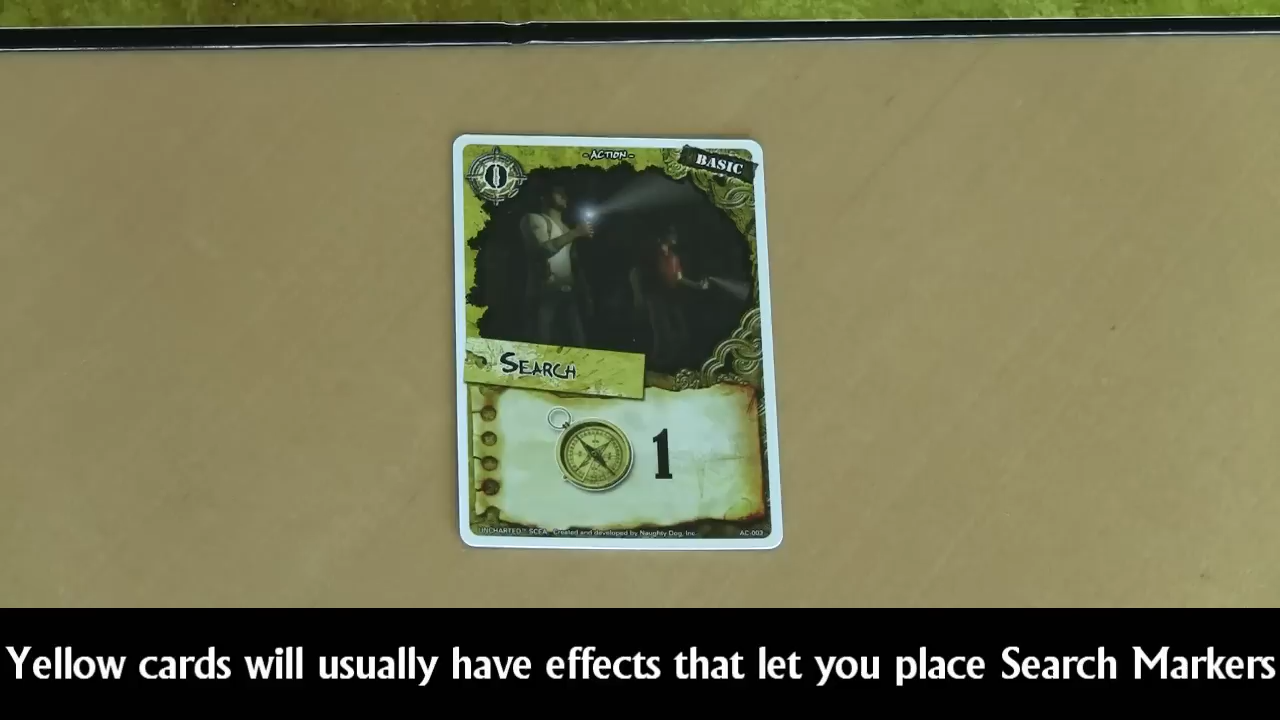 - ACTION -
BASIC
0
SEARCH
1
UNCHARTED™ SCEA. Created and developed by Naughty Dog, Inc.
AC-002
Yellow cards will usually have effects that let you place Search Markers